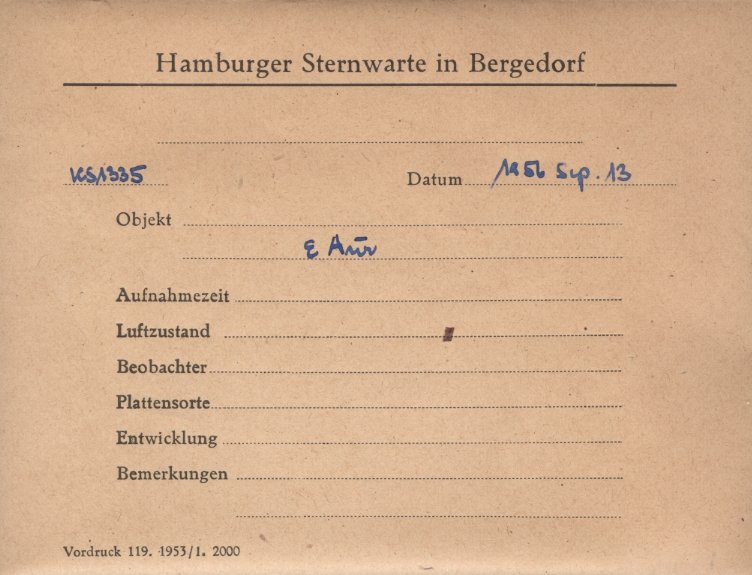 Hamburger Sternwarte in Bergedorf
KS1335 Datum 1956 Sep. 13
Objekt
ε Aur
Aufnahmezeit
Luftzustand
Beobachter
Plattensorte
Entwicklung
Bemerkungen
Vordruck 119. 1953/1. 2000